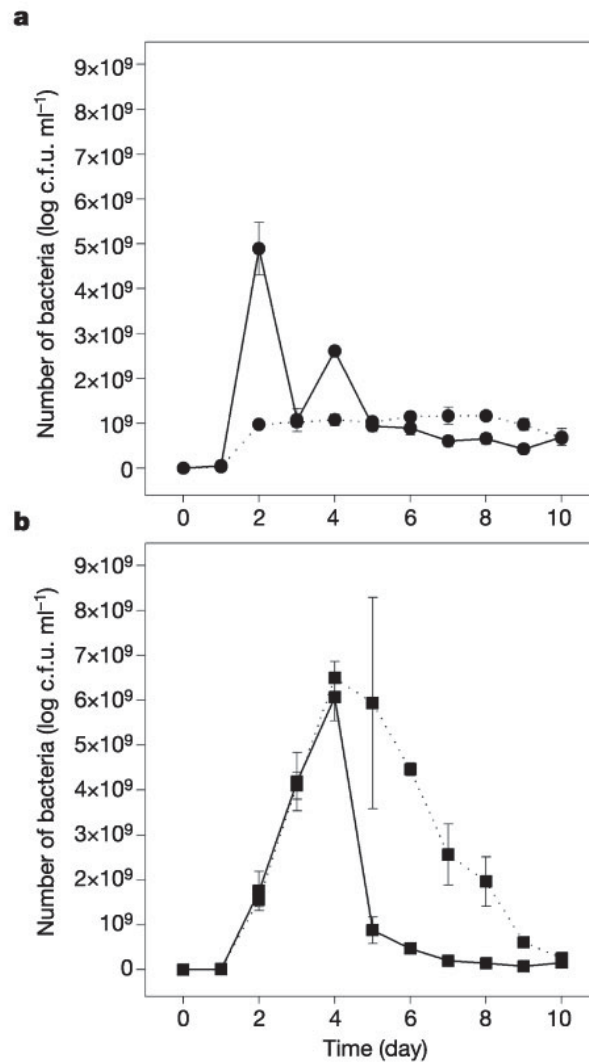 a
Number of bacteria (log c.f.u. ml⁻¹)
9×10⁹
8×10⁹
7×10⁹
6×10⁹
5×10⁹
4×10⁹
3×10⁹
2×10⁹
10⁹
0
0 2 4 6 8 10
b
Number of bacteria (log c.f.u. ml⁻¹)
9×10⁹
8×10⁹
7×10⁹
6×10⁹
5×10⁹
4×10⁹
3×10⁹
2×10⁹
10⁹
0
0 2 4 6 8 10
Time (day)